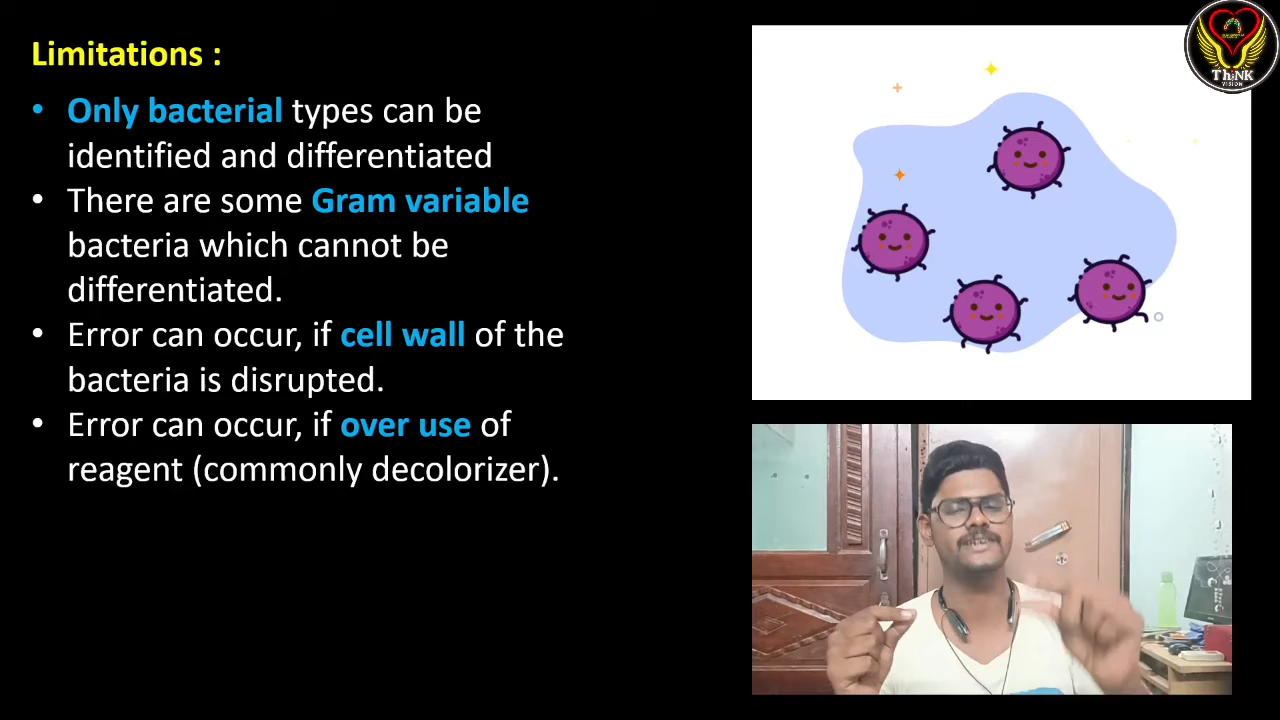 Limitations :
• Only bacterial types can be
identified and differentiated
• There are some Gram variable
bacteria which cannot be
differentiated.
• Error can occur, if cell wall of the
bacteria is disrupted.
• Error can occur, if over use of
reagent (commonly decolorizer).
ThiNK
VISION